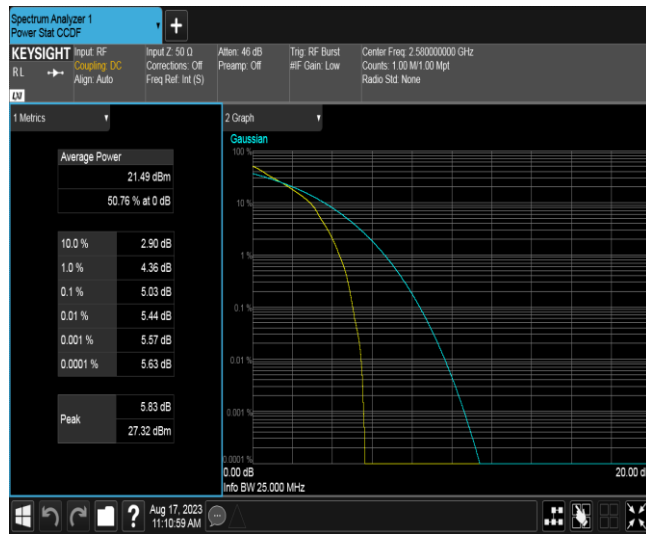 Spectrum Analyzer 1
Power Stat CCDF
+
KEYSIGHT
RL
LXI
Input: RF
Coupling: DC
Align: Auto
Input Z: 50 Ω
Corrections: Off
Freq Ref: Int (S)
Atten: 46 dB
Preamp: Off
Trig: RF Burst
#IF Gain: Low
Center Freq: 2.580000000 GHz
Counts: 1.00 M/1.00 Mpt
Radio Std: None
1 Metrics
Average Power
21.49 dBm
50.76 % at 0 dB
10.0 % 2.90 dB
1.0 % 4.36 dB
0.1 % 5.03 dB
0.01 % 5.44 dB
0.001 % 5.57 dB
0.0001 % 5.63 dB
Peak
5.83 dB
27.32 dBm
2 Graph
Gaussian
100 %
10 %
1 %
0.1 %
0.01 %
0.001 %
0.0001 %
0.00 dB
20.00 d
Info BW 25.000 MHz
?
Aug 17, 2023
11:10:59 AM